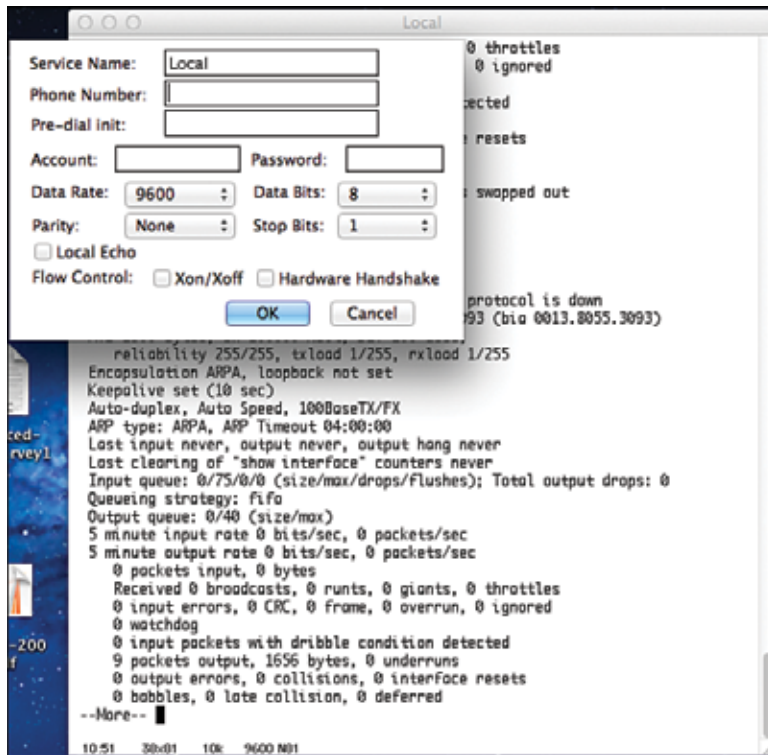 Local
Service Name: Local
Phone Number:
Pre-dial init:
Account: Password:
Data Rate: 9600 Data Bits: 8
Parity: None Stop Bits: 1
Local Echo
Flow Control: Xon/Xoff Hardware Handshake
OK Cancel
0 throttles
0 ignored
resets
swapped out
protocol is down
(bia 0013.8055.3093)
reliability 255/255, txload 1/255, rxload 1/255
Encapsulation ARPA, loopback not set
Keepalive set (10 sec)
Auto-duplex, Auto Speed, 100BaseTX/FX
ARP type: ARPA, ARP Timeout 04:00:00
Last input never, output never, output hang never
Last clearing of "show interface" counters never
Input queue: 0/75/0/0 (size/max/drops/flushes); Total output drops: 0
Queueing strategy: fifo
Output queue: 0/40 (size/max)
5 minute input rate 0 bits/sec, 0 packets/sec
5 minute output rate 0 bits/sec, 0 packets/sec
0 packets input, 0 bytes
Received 0 broadcasts, 0 runts, 0 giants, 0 throttles
0 input errors, 0 CRC, 0 frame, 0 overrun, 0 ignored
0 watchdog
0 input packets with dribble condition detected
9 packets output, 1656 bytes, 0 underruns
0 output errors, 0 collisions, 0 interface resets
0 babbles, 0 late collision, 0 deferred
--More--
10:51 38x81 10k 9600 N81
ced-
rvey1
-200